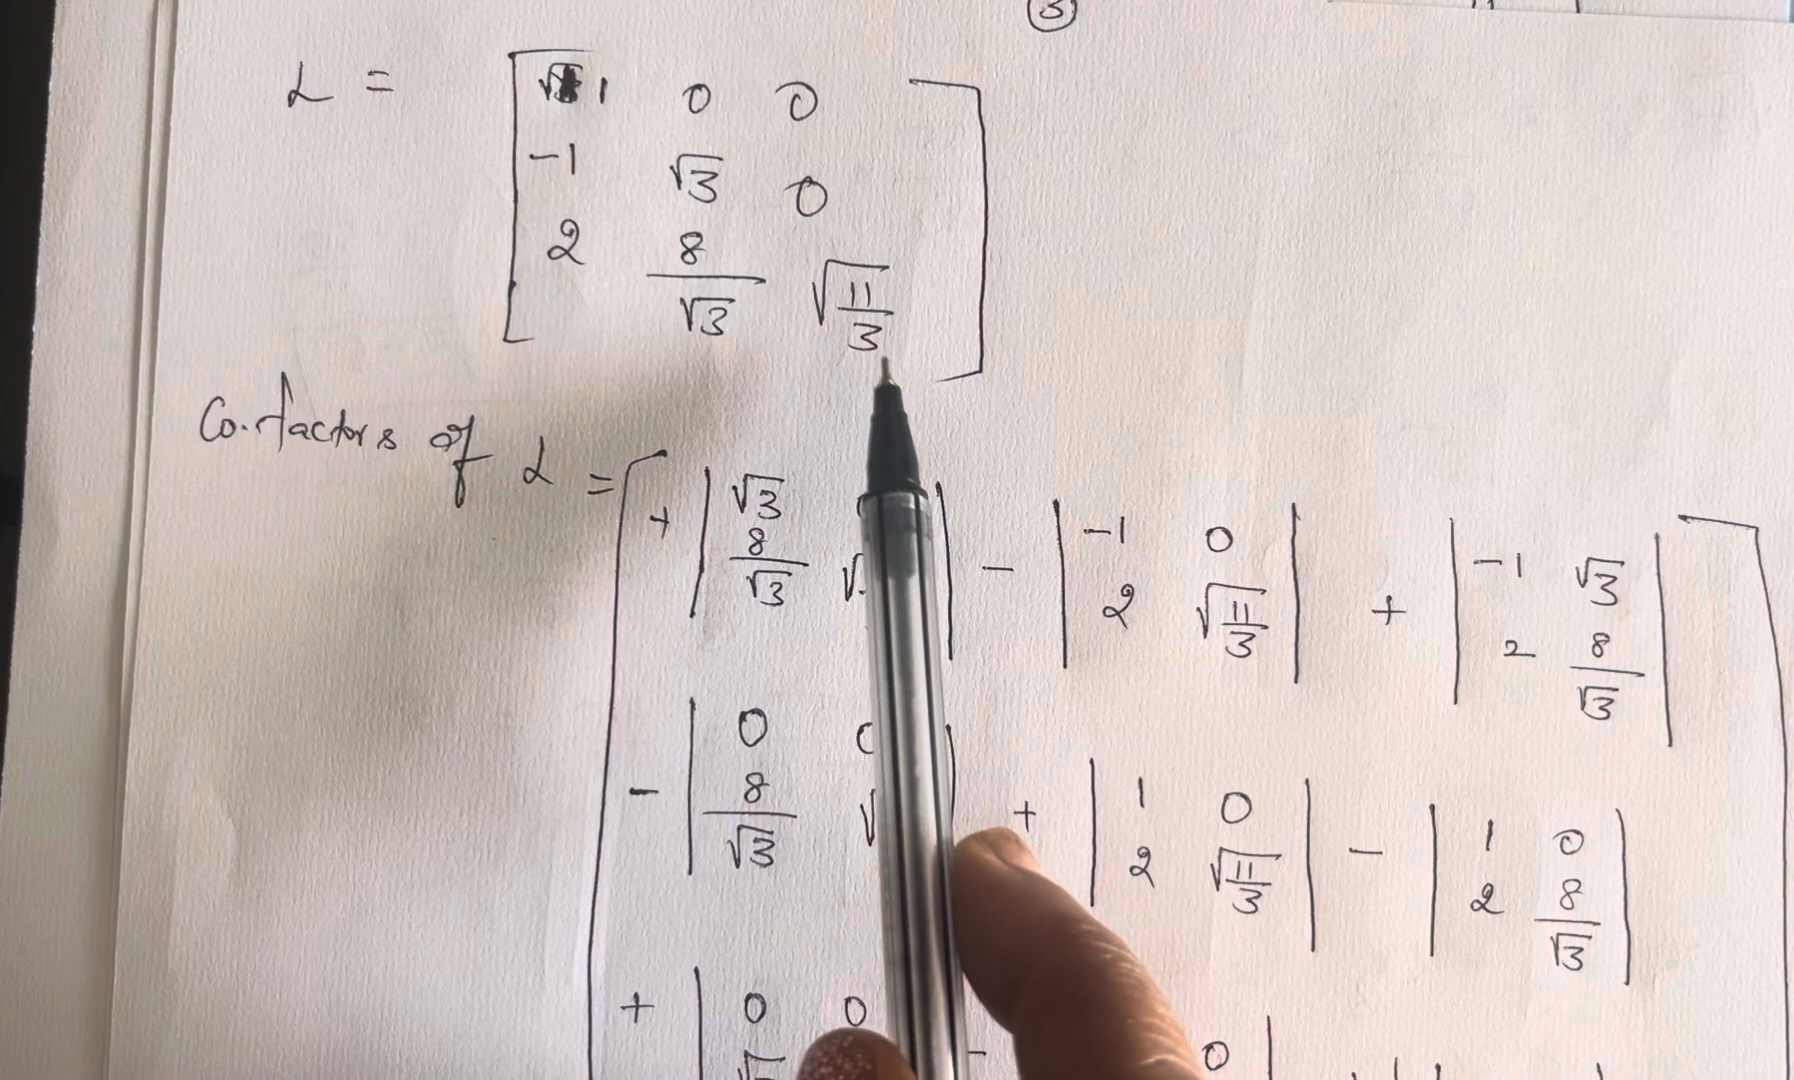 3
L = [ 1 0 0
-1 √3 0
2 8/√3 √(11/3) ]
Co.factors of L = [ + | √3
8/√3 √ | - | -1 0
2 √(11/3) | + | -1 √3
2 8/√3 | ]
- | 0
8/√3 √ | + | 1 0
2 √(11/3) | - | 1 0
2 8/√3 |
+ | 0 0
- 0 |